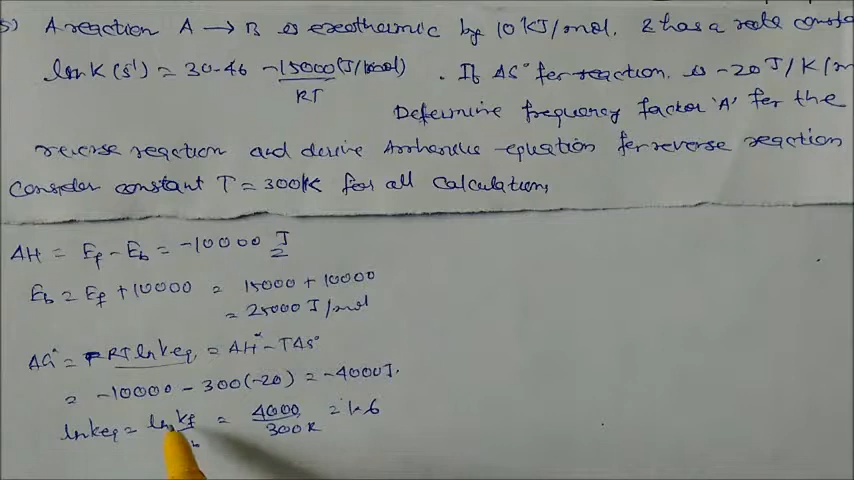 5) A reaction A → B is exothermic by 10 KJ/mol. & has a rate consta
ln K (s⁻¹) = 30.46 - 15000 (J/mol) / RT . If ΔS° for reaction. is -20 J/K (m
Determine frequency factor 'A' for the
reverse reaction and derive Arrhenius equation for reverse reaction
Consider constant T = 300K for all calculation,
ΔH = Ef - Eb = -10000 J
Eb = Ef + 10000 = 15000 + 10000
= 25000 J/mol
ΔG° = -RT ln keq = ΔH° - TΔS°
= -10000 - 300(-20) = -4000J.
ln keq = ln kf / b = 4000 / 300R = 1.6